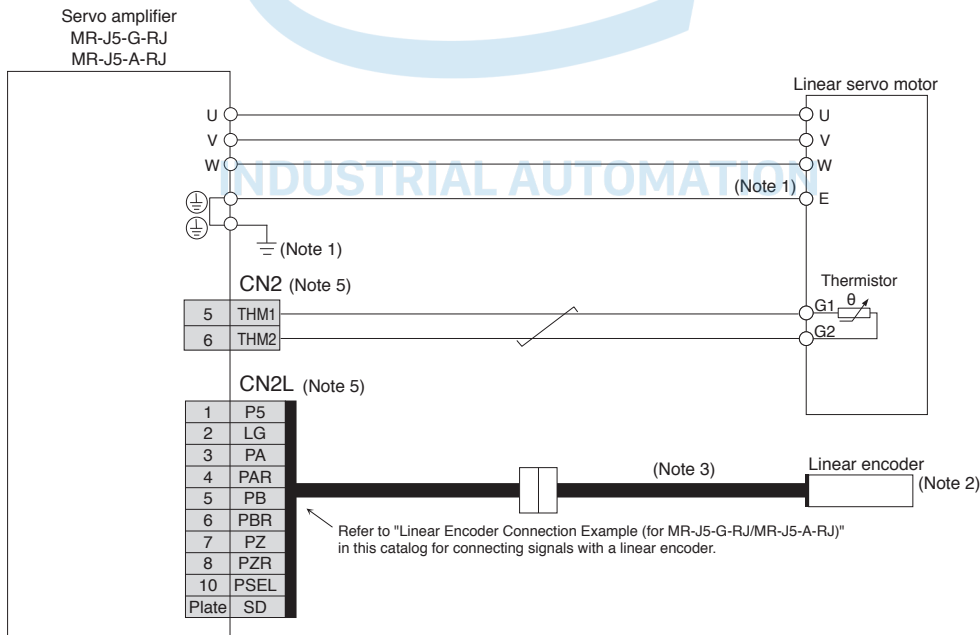 Servo amplifier
MR-J5-G-RJ
MR-J5-A-RJ
Linear servo motor
U U
V V
W W
INDUSTRIAL AUTOMATION
(Note 1) E
(Note 1)
CN2 (Note 5)
Thermistor
θ
5 THM1 G1
6 THM2 G2
CN2L (Note 5)
1 P5
2 LG
3 PA
4 PAR
5 PB
6 PBR
7 PZ
8 PZR
10 PSEL
Plate SD
(Note 3)
Linear encoder
(Note 2)
Refer to "Linear Encoder Connection Example (for MR-J5-G-RJ/MR-J5-A-RJ)"
in this catalog for connecting signals with a linear encoder.